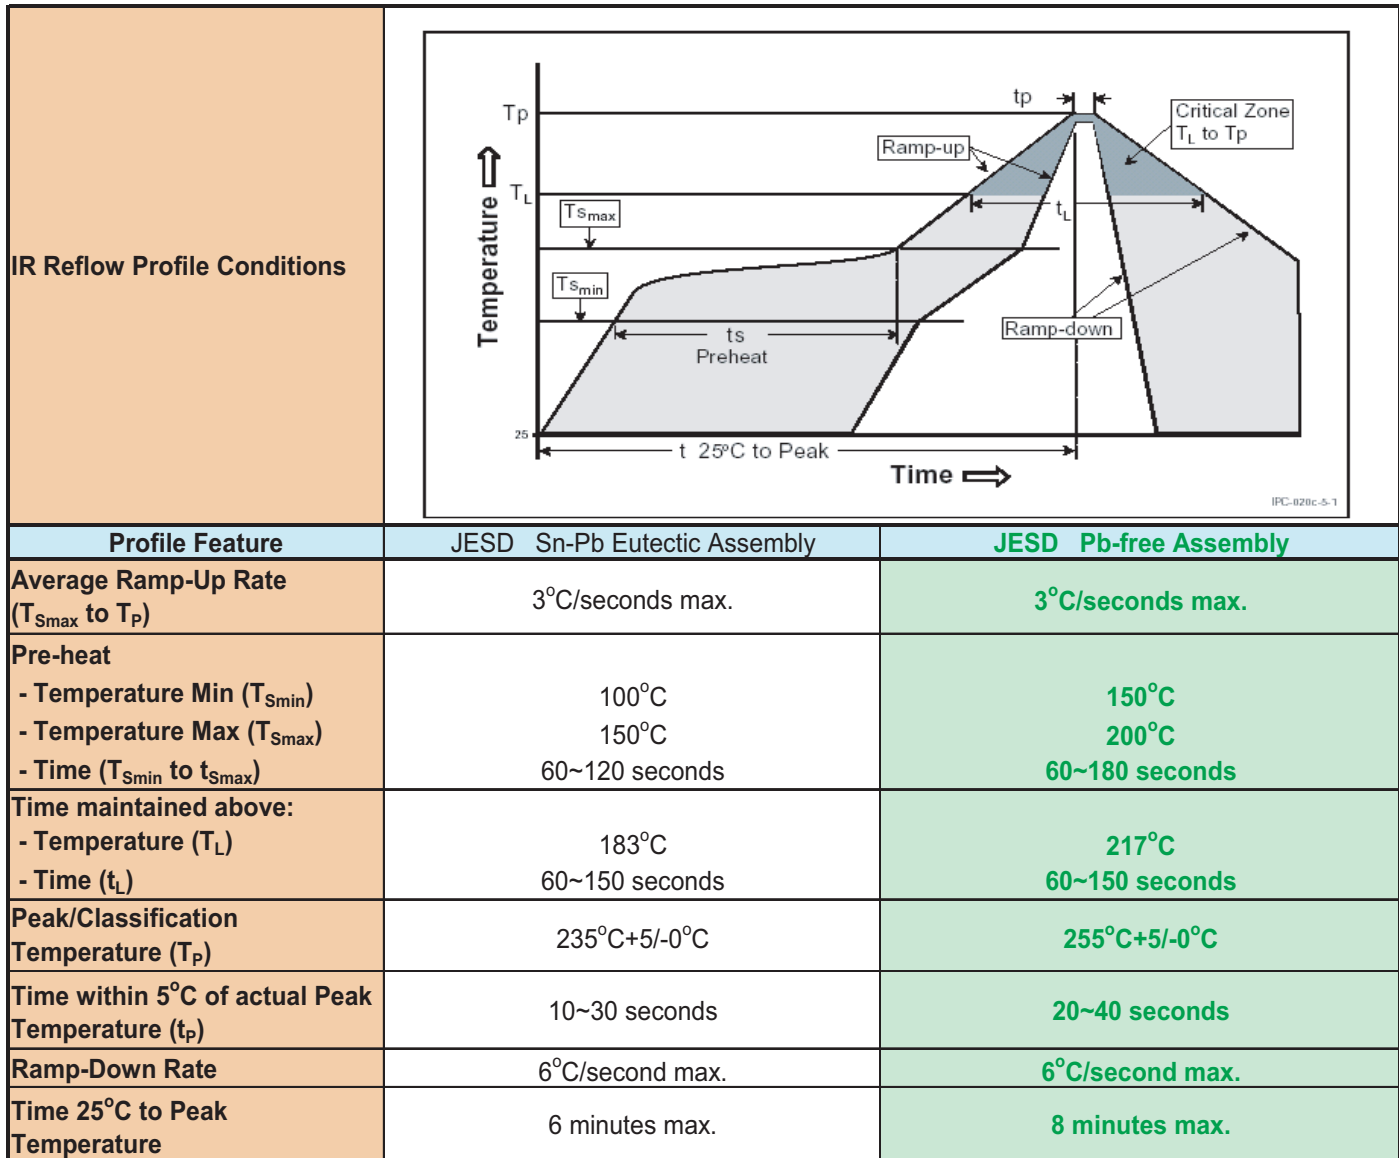 IR Reflow Profile Conditions
Temperature
Tp
TL
Tsmax
Tsmin
25
tp
Ramp-up
Critical Zone
TL to Tp
tL
ts
Preheat
Ramp-down
t 25ºC to Peak
Time
IPC-020c-5-1
Profile Feature JESD Sn-Pb Eutectic Assembly JESD Pb-free Assembly
Average Ramp-Up Rate
(TSmax to TP) 3°C/seconds max. 3°C/seconds max.
Pre-heat
- Temperature Min (TSmin) 100°C 150°C
- Temperature Max (TSmax) 150°C 200°C
- Time (TSmin to tSmax) 60~120 seconds 60~180 seconds
Time maintained above:
- Temperature (TL) 183°C 217°C
- Time (tL) 60~150 seconds 60~150 seconds
Peak/Classification
Temperature (TP) 235°C+5/-0°C 255°C+5/-0°C
Time within 5°C of actual Peak
Temperature (tP) 10~30 seconds 20~40 seconds
Ramp-Down Rate 6°C/second max. 6°C/second max.
Time 25°C to Peak
Temperature 6 minutes max. 8 minutes max.